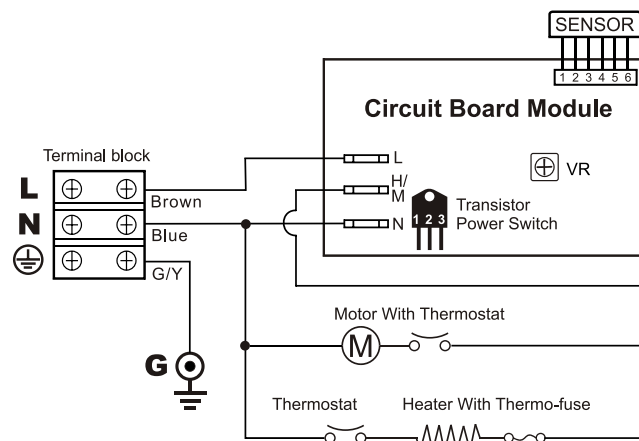 SENSOR
1 2 3 4 5 6
Circuit Board Module
Terminal block
L
H/
M
N
VR
Transistor
Power Switch
1 2 3
L
Brown
N
Blue
G/Y
G
Motor With Thermostat
M
Thermostat
Heater With Thermo-fuse